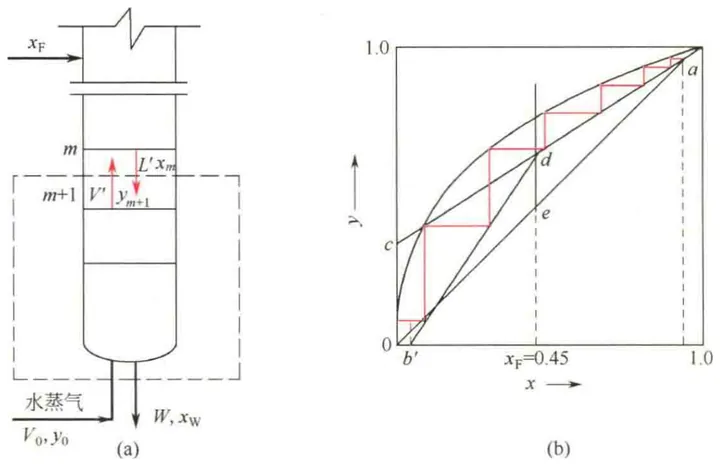 x_F
m
L' x_m
m+1
V'
y_{m+1}
水蒸气
V_0, y_0
W, x_W
(a)
1.0
a
d
e
c
y
0
b'
x_F=0.45
1.0
x
(b)